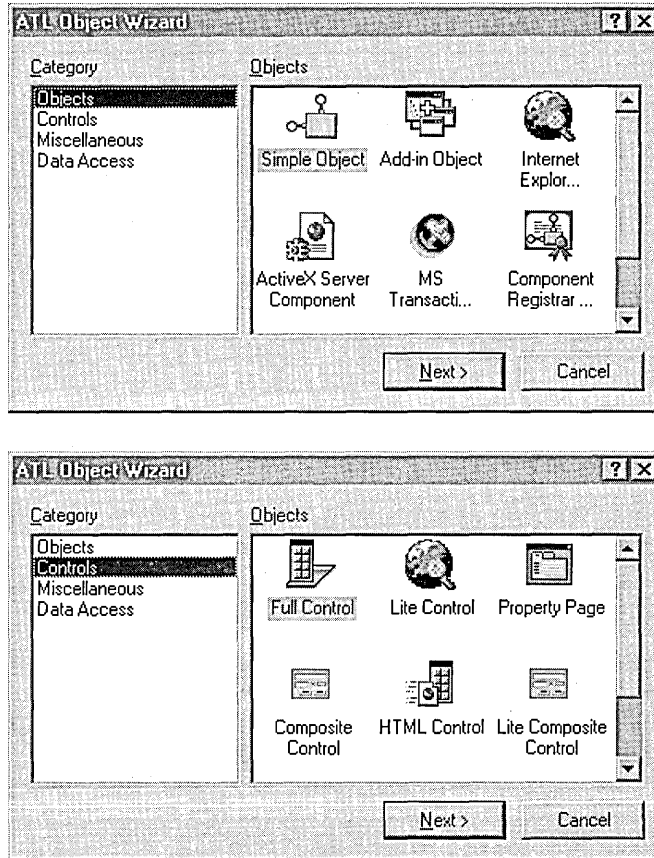 ATL Object Wizard
? ×
Category
Objects
Objects
Controls
Miscellaneous
Data Access
Simple Object
Add-in Object
Internet
Explor...
ActiveX Server
Component
MS
Transacti...
Component
Registrar ...
Next >
Cancel
ATL Object Wizard
? ×
Category
Objects
Objects
Controls
Miscellaneous
Data Access
Full Control
Lite Control
Property Page
Composite
Control
HTML Control
Lite Composite
Control
Next >
Cancel